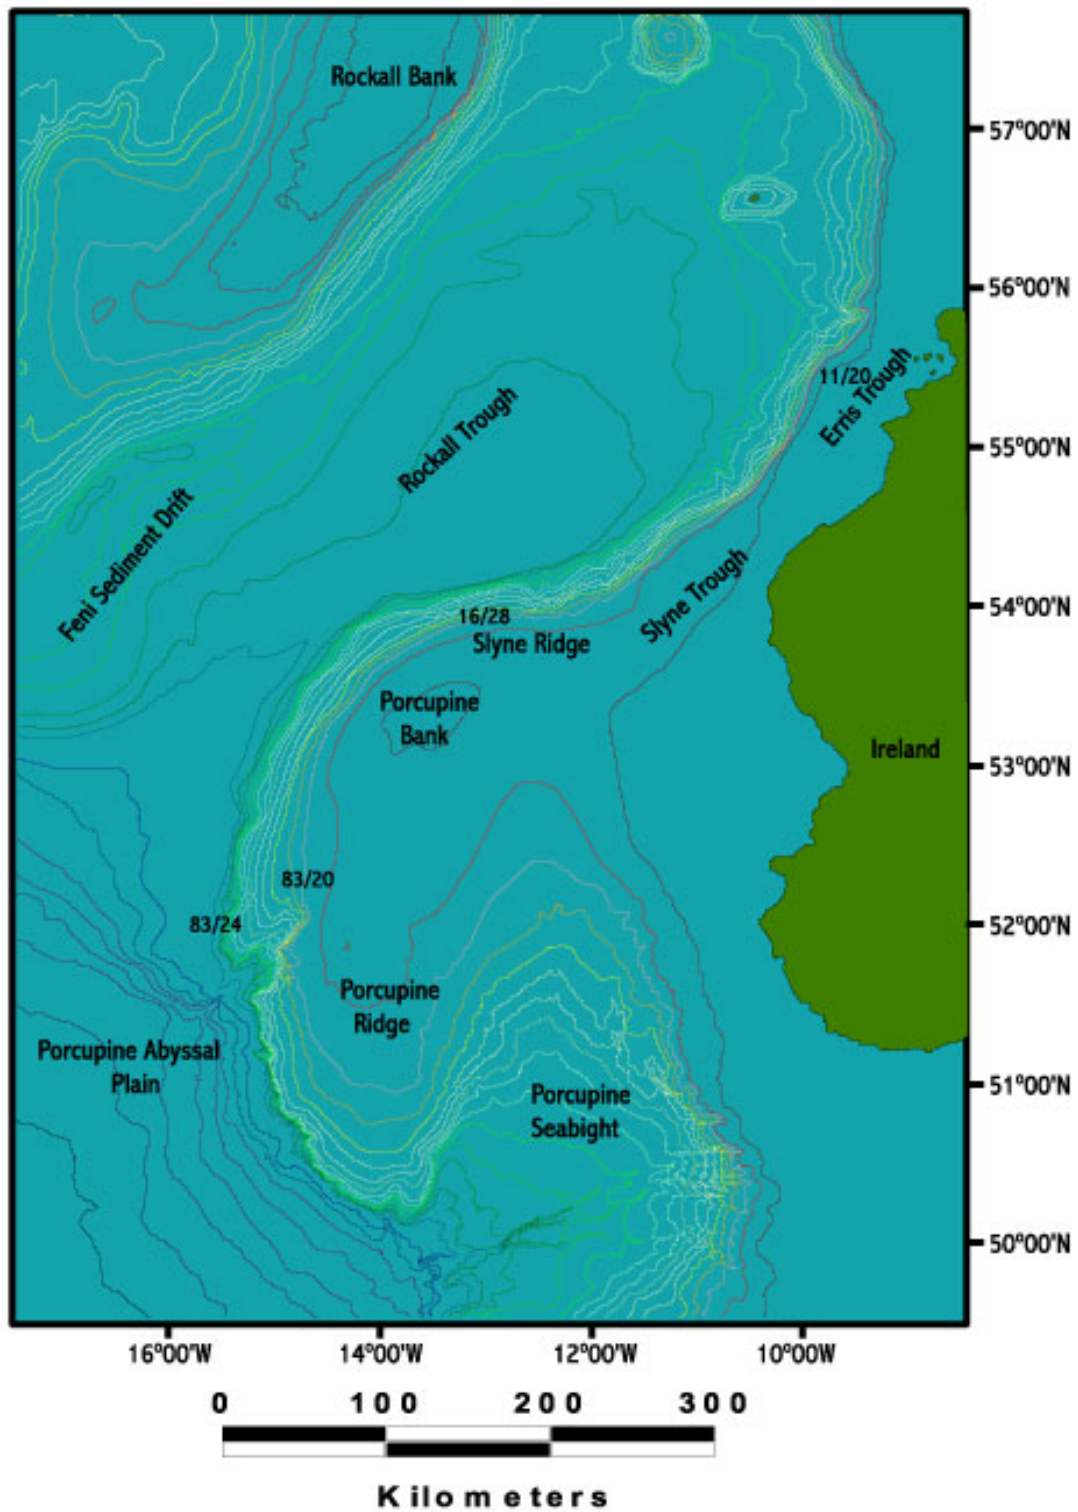 Rockall Bank
57°00'N
56°00'N
11/20
Erris Trough
Rockall Trough
55°00'N
Feni Sediment Drift
Slyne Trough
54°00'N
16/28
Slyne Ridge
Porcupine
Bank
Ireland
53°00'N
83/20
83/24
52°00'N
Porcupine
Ridge
Porcupine Abyssal
Plain
51°00'N
Porcupine
Seabight
50°00'N
16°00'W 14°00'W 12°00'W 10°00'W
0 100 200 300
Kilometers